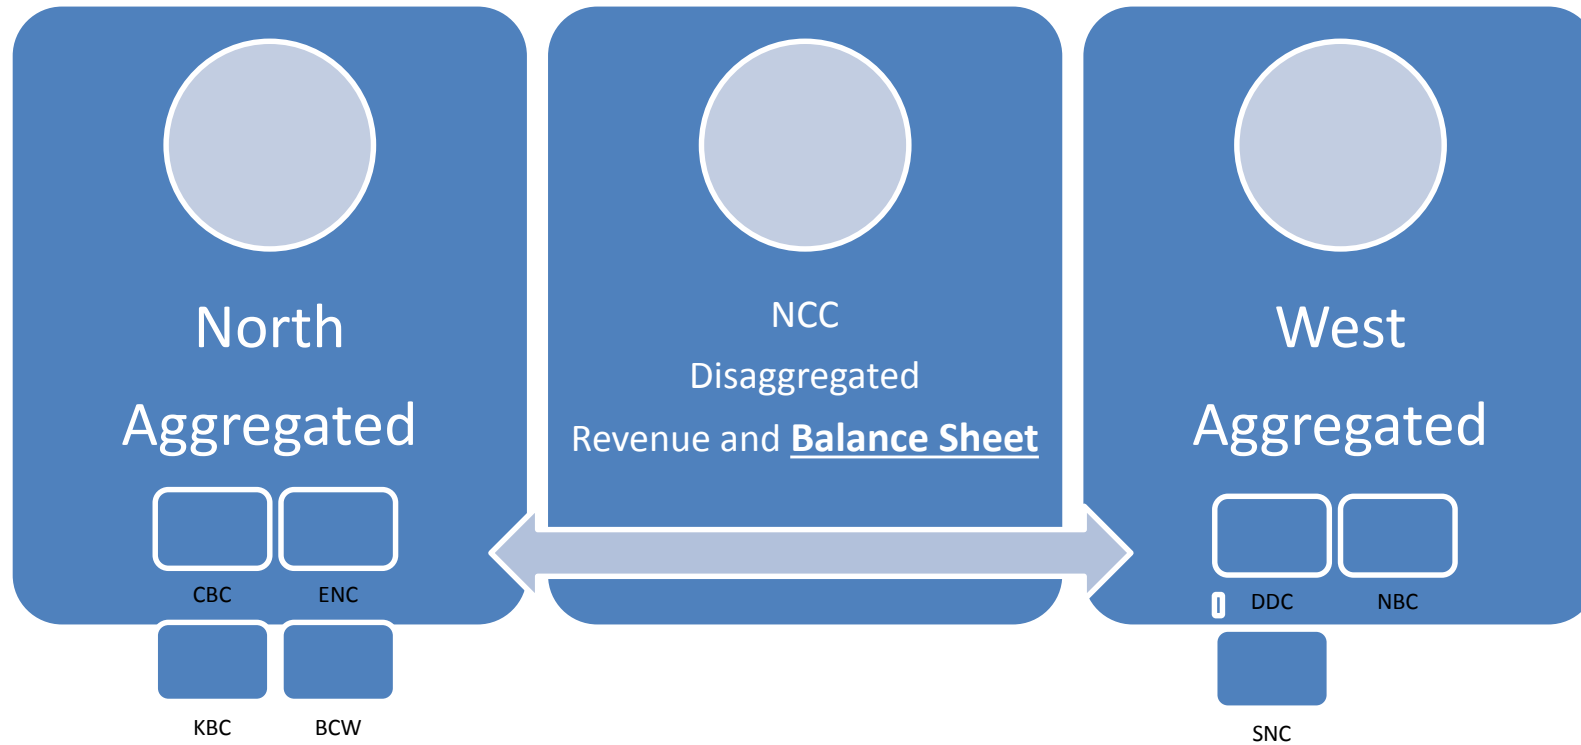 North
Aggregated
CBC ENC
KBC BCW
NCC
Disaggregated
Revenue and Balance Sheet
West
Aggregated
DDC NBC
SNC